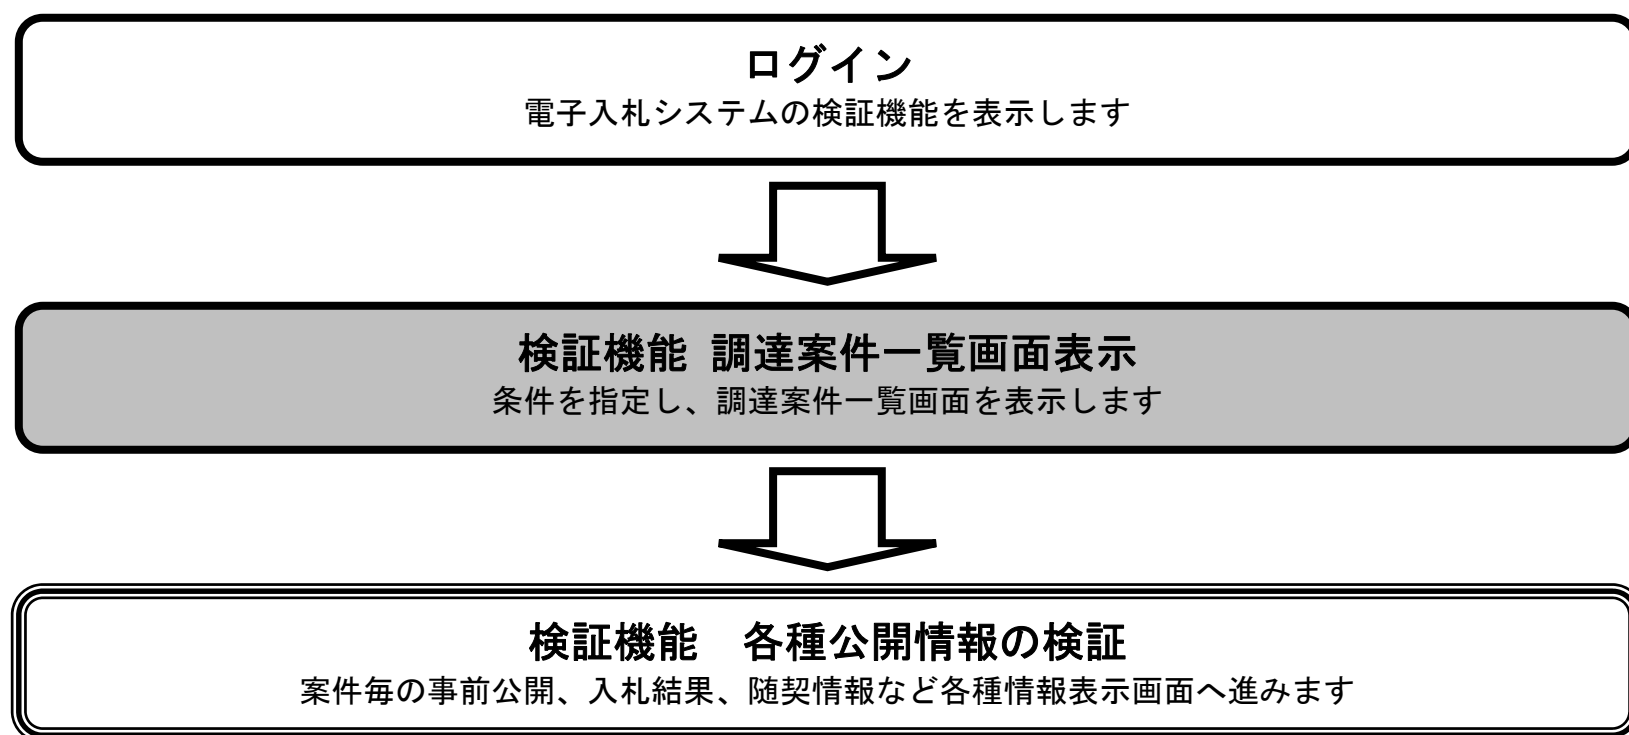 ログイン
電子入札システムの検証機能を表示します
検証機能 調達案件一覧画面表示
条件を指定し、調達案件一覧画面を表示します
検証機能　各種公開情報の検証
案件毎の事前公開、入札結果、随契情報など各種情報表示画面へ進みます